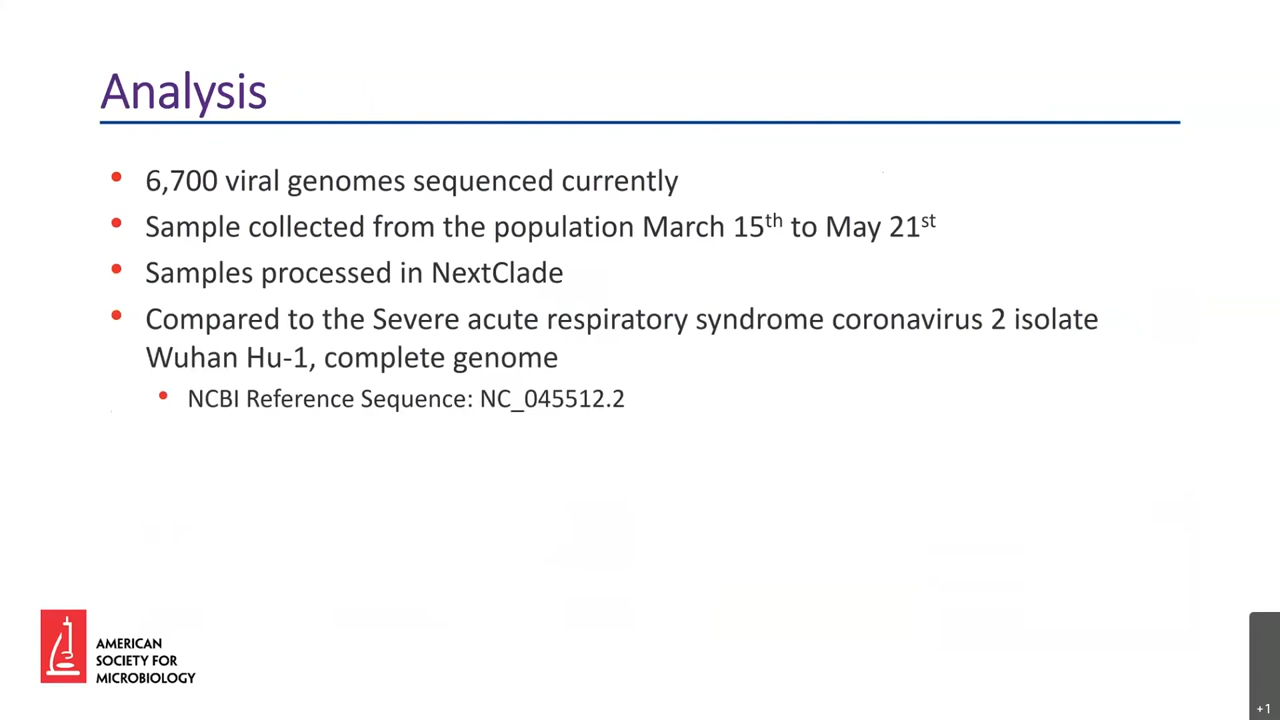 Analysis
• 6,700 viral genomes sequenced currently
• Sample collected from the population March 15th to May 21st
• Samples processed in NextClade
• Compared to the Severe acute respiratory syndrome coronavirus 2 isolate
Wuhan Hu-1, complete genome
• NCBI Reference Sequence: NC_045512.2
AMERICAN
SOCIETY FOR
MICROBIOLOGY
+1